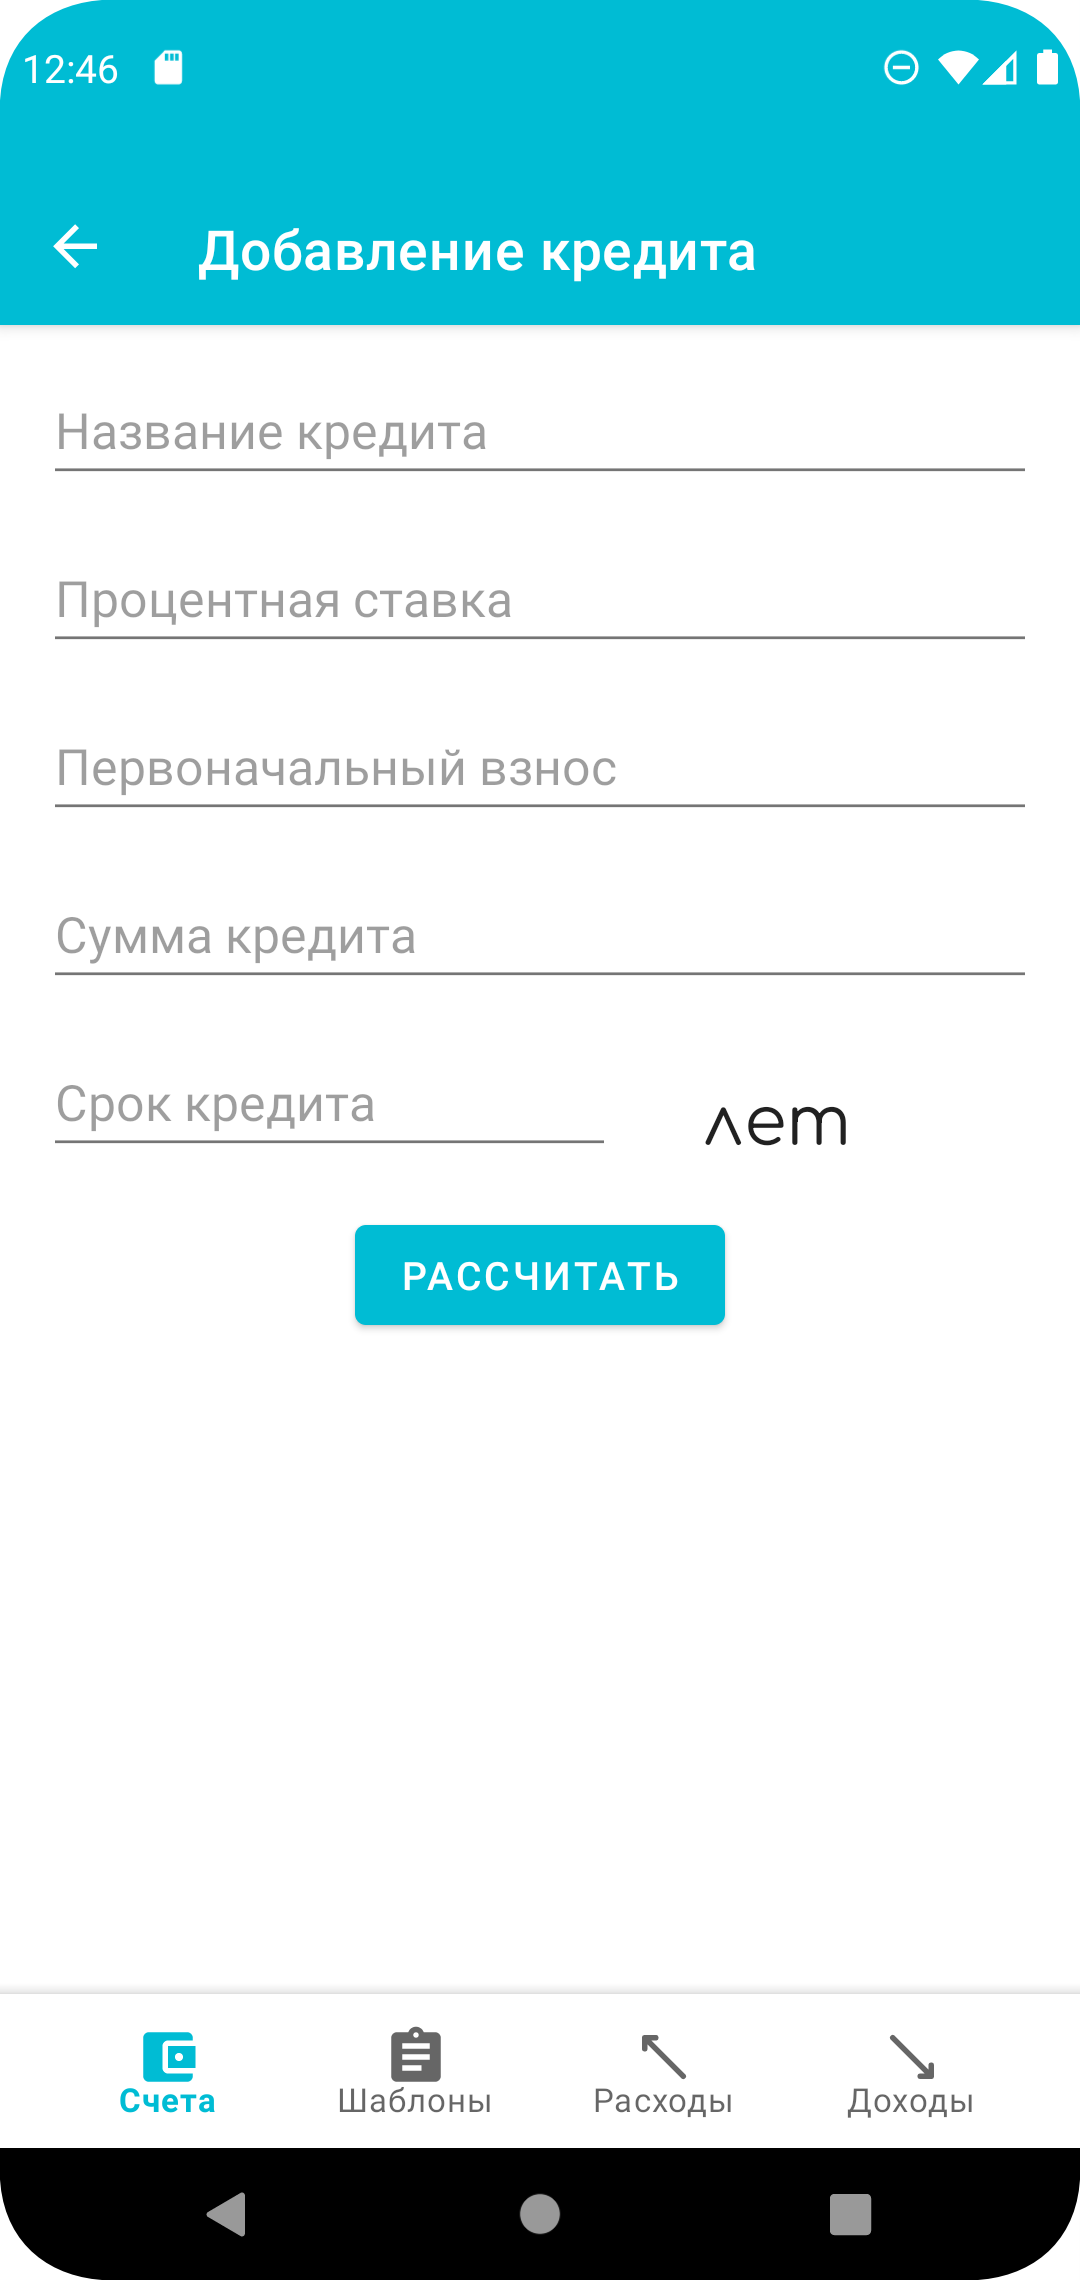 12:46
Добавление кредита
Название кредита
Процентная ставка
Первоначальный взнос
Сумма кредита
Срок кредита
лет
РАССЧИТАТЬ
Счета
Шаблоны
Расходы
Доходы